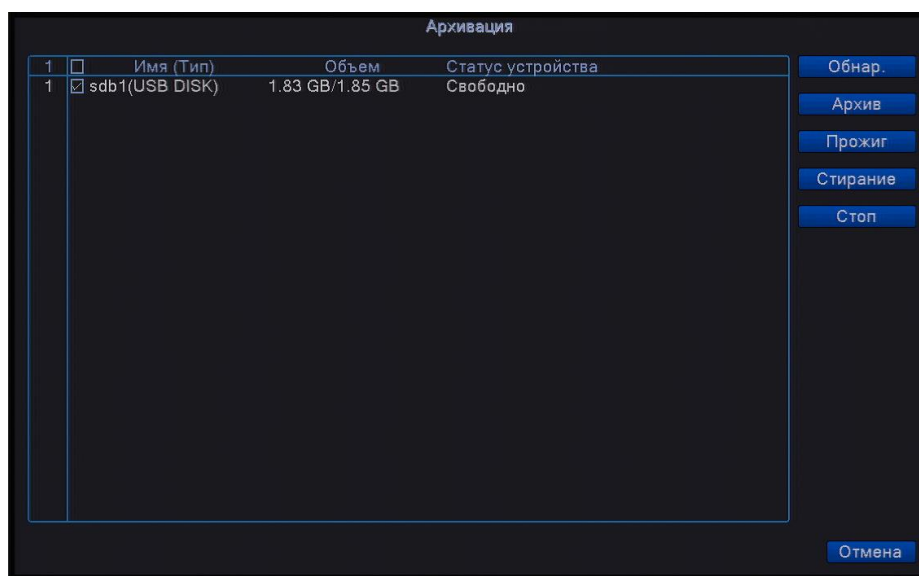 Архивация
1 Имя (Тип) Объем Статус устройства
1 sdb1(USB DISK) 1.83 GB/1.85 GB Свободно
Обнар.
Архив
Прожиг
Стирание
Стоп
Отмена